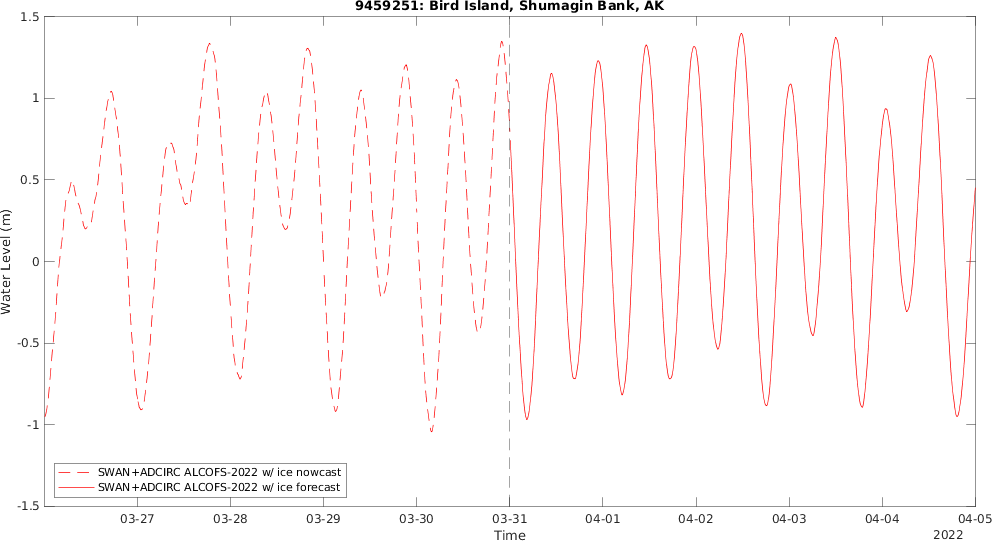 9459251: Bird Island, Shumagin Bank, AK
1.5
1
0.5
0
-0.5
-1
-1.5
Water Level (m)
SWAN+ADCIRC ALCOFS-2022 w/ ice nowcast
SWAN+ADCIRC ALCOFS-2022 w/ ice forecast
03-27 03-28 03-29 03-30 03-31 04-01 04-02 04-03 04-04 04-05
Time
2022